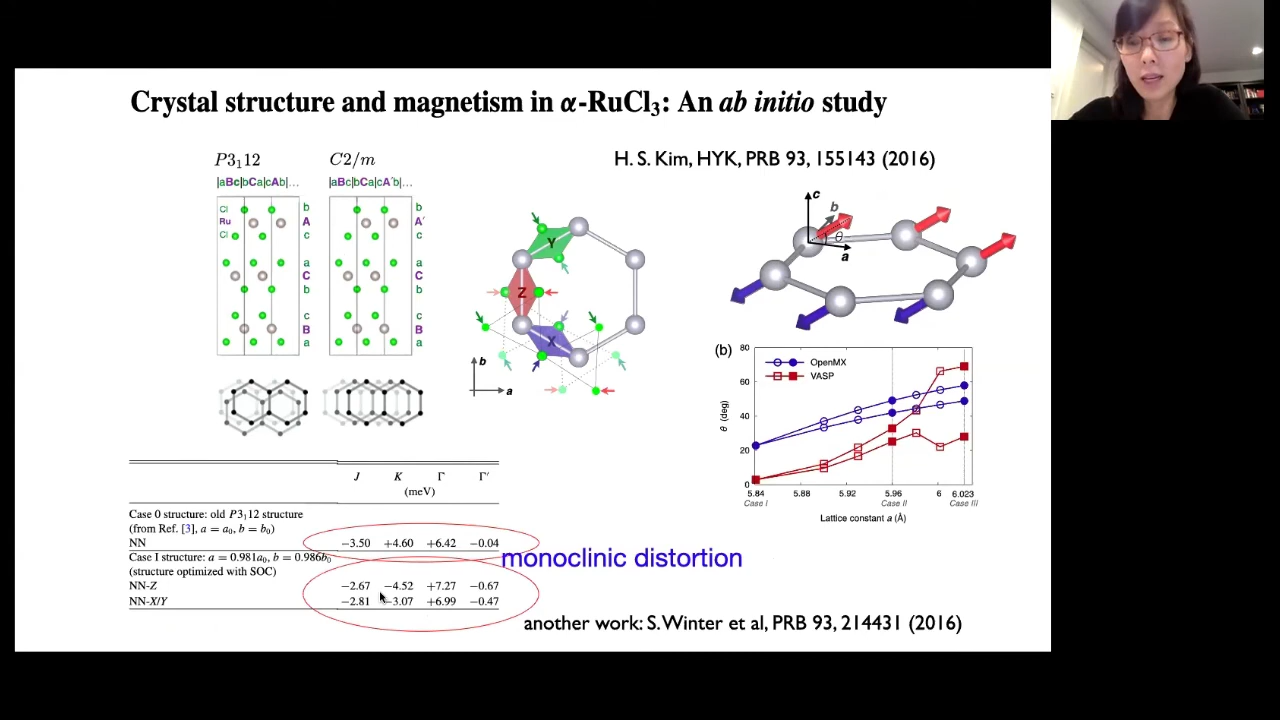 Crystal structure and magnetism in α-RuCl₃: An ab initio study
P3₁12 C2/m
|aBc|bCa|cAb|... |aBc|bCa|cA′b|...
H. S. Kim, HYK, PRB 93, 155143 (2016)
Cl b b
Ru A A′
Cl c c
a a
C C
b b
c c
B B
a a
Y
Z
X
b
a
c
b
θ
a
(b)
OpenMX
VASP
80
60
40
20
0
θ (deg)
5.84 5.88 5.92 5.96 6 6.023
Case I Case II Case III
Lattice constant a (Å)
J K Γ Γ′
(meV)
Case 0 structure: old P3₁12 structure
(from Ref. [3], a = a₀, b = b₀)
NN −3.50 +4.60 +6.42 −0.04
Case I structure: a = 0.981a₀, b = 0.986b₀
(structure optimized with SOC)
NN-Z −2.67 −4.52 +7.27 −0.67
NN-X/Y −2.81 −3.07 +6.99 −0.47
monoclinic distortion
another work: S. Winter et al, PRB 93, 214431 (2016)